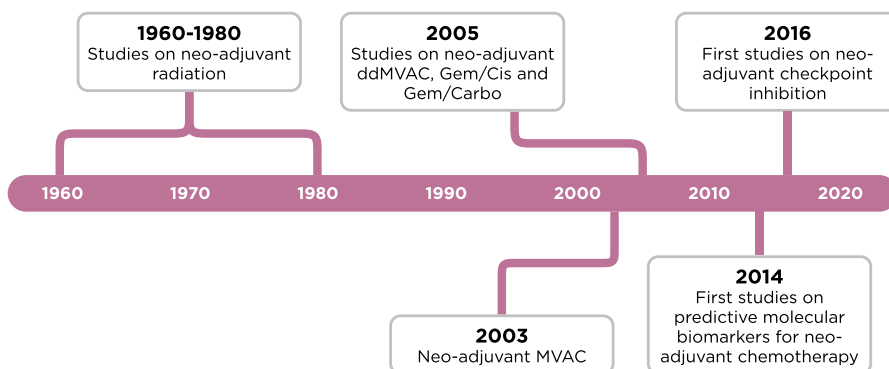 1960-1980
Studies on neo-adjuvant
radiation
2005
Studies on neo-adjuvant
ddMVAC, Gem/Cis and
Gem/Carbo
2016
First studies on neo-
adjuvant checkpoint
inhibition
1960 1970 1980 1990 2000 2010 2020
2003
Neo-adjuvant MVAC
2014
First studies on
predictive molecular
biomarkers for neo-
adjuvant chemotherapy